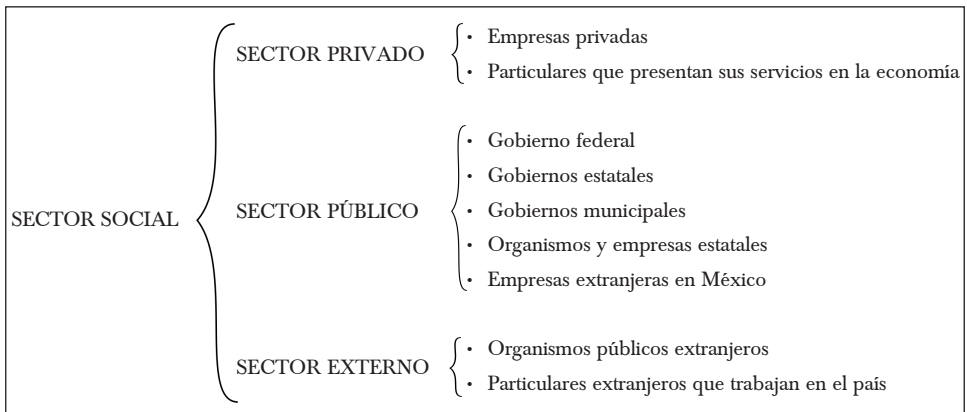 SECTOR SOCIAL
SECTOR PRIVADO
• Empresas privadas
• Particulares que presentan sus servicios en la economía
SECTOR PÚBLICO
• Gobierno federal
• Gobiernos estatales
• Gobiernos municipales
• Organismos y empresas estatales
• Empresas extranjeras en México
SECTOR EXTERNO
• Organismos públicos extranjeros
• Particulares extranjeros que trabajan en el país